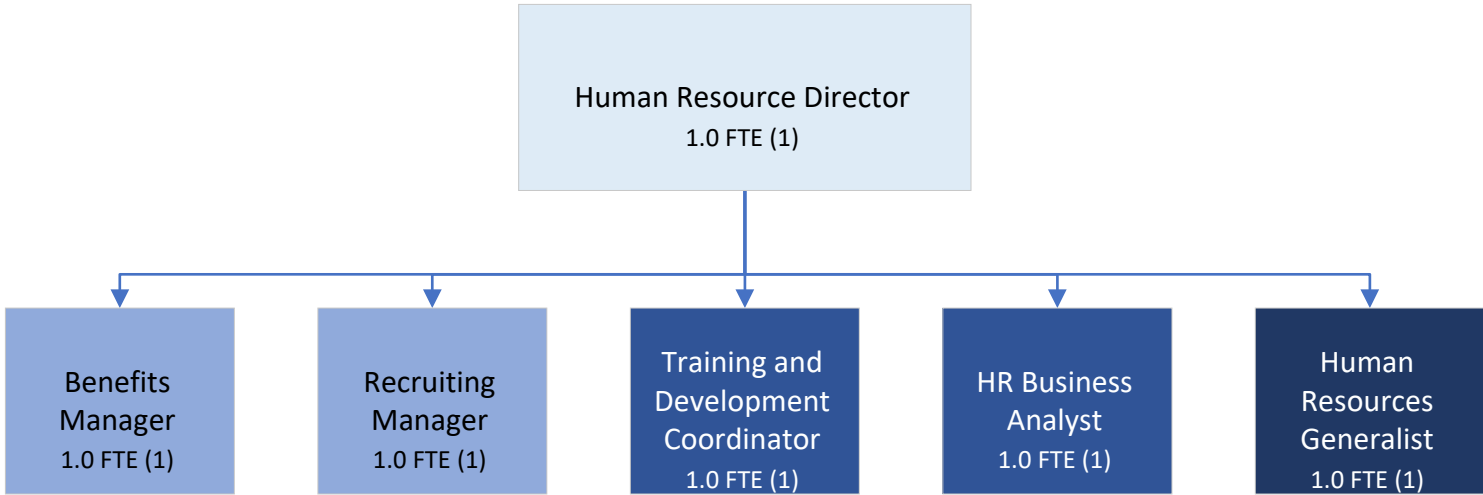 Human Resource Director
1.0 FTE (1)
Benefits
Manager
1.0 FTE (1)
Recruiting
Manager
1.0 FTE (1)
Training and
Development
Coordinator
1.0 FTE (1)
HR Business
Analyst
1.0 FTE (1)
Human
Resources
Generalist
1.0 FTE (1)